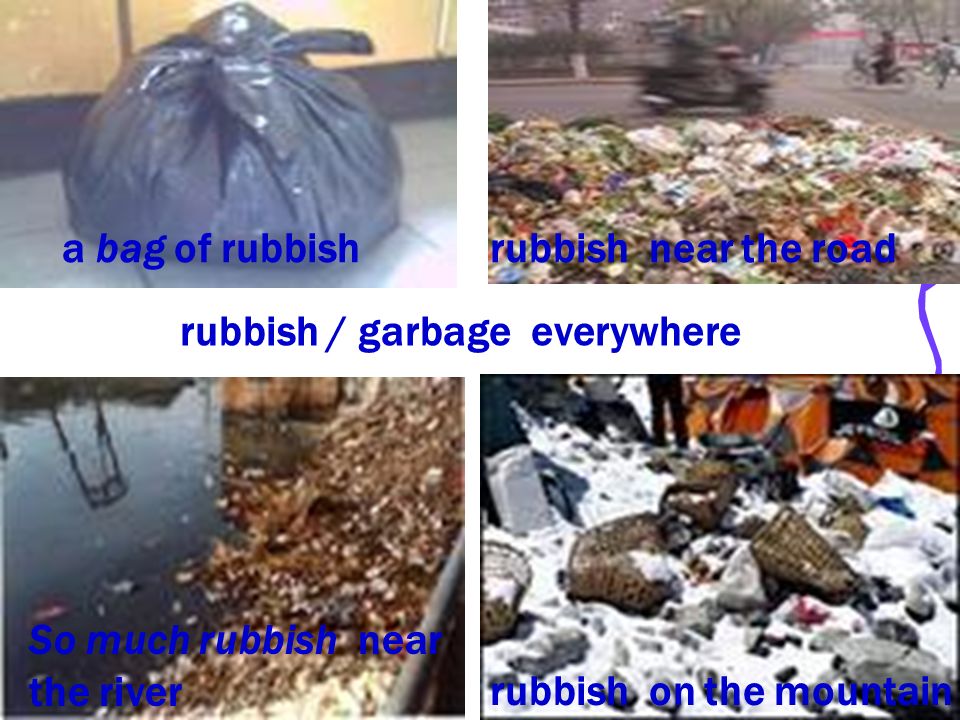 a bag of rubbish
rubbish near the road
rubbish / garbage everywhere
So much rubbish near
the river
rubbish on the mountain